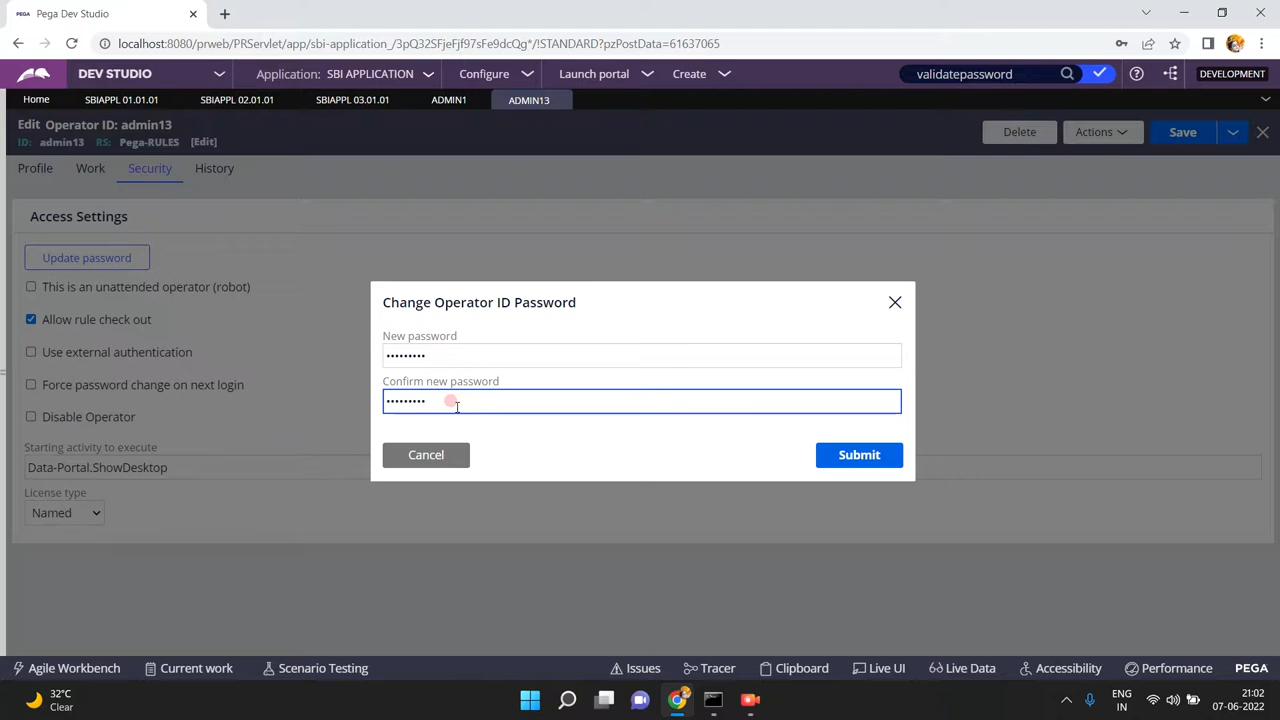 PEGA Pega Dev Studio
localhost:8080/prweb/PRServlet/app/sbi-application_/3pQ32SFjeFjf97sFe9dcQg*/!STANDARD?pzPostData=61637065
DEV STUDIO Application: SBI APPLICATION Configure Launch portal Create validatepassword DEVELOPMENT
Home SBIAPPL 01.01.01 SBIAPPL 02.01.01 SBIAPPL 03.01.01 ADMIN1 ADMIN13
Edit Operator ID: admin13
ID: admin13 RS: Pega-RULES [Edit]
Delete Actions Save
Profile Work Security History
Access Settings
Update password
This is an unattended operator (robot)
Allow rule check out
Use external authentication
Force password change on next login
Disable Operator
Starting activity to execute
Data-Portal.ShowDesktop
License type
Named
Change Operator ID Password
New password
•••••••••
Confirm new password
•••••••••
Cancel Submit
Agile Workbench Current work Scenario Testing Issues Tracer Clipboard Live UI Live Data Accessibility Performance PEGA
32°C
Clear
ENG
IN
21:02
07-06-2022